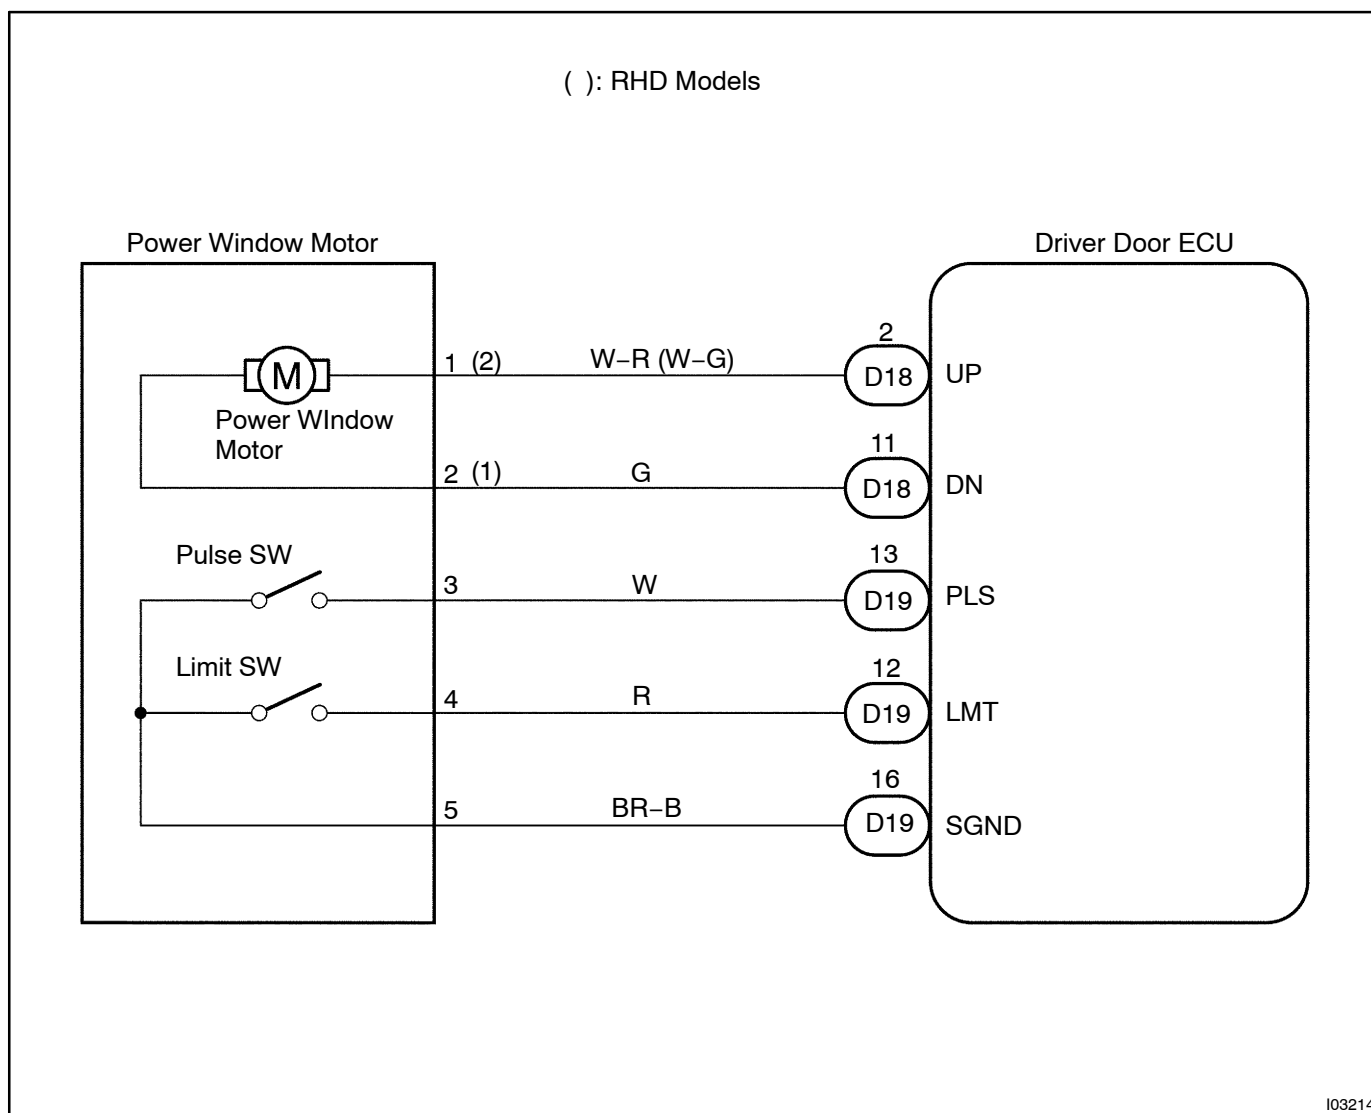 ( ): RHD Models
Power Window Motor
Driver Door ECU
M
Power WIndow
Motor
1 (2)
W–R (W–G)
2
D18
UP
2 (1)
G
11
D18
DN
Pulse SW
3
W
13
D19
PLS
Limit SW
4
R
12
D19
LMT
5
BR–B
16
D19
SGND
I03214